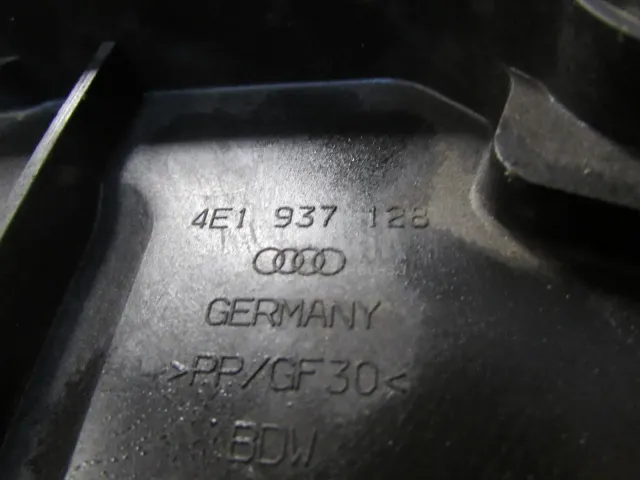 4E1 937 128
GERMANY
>PP/GF30<
BDW